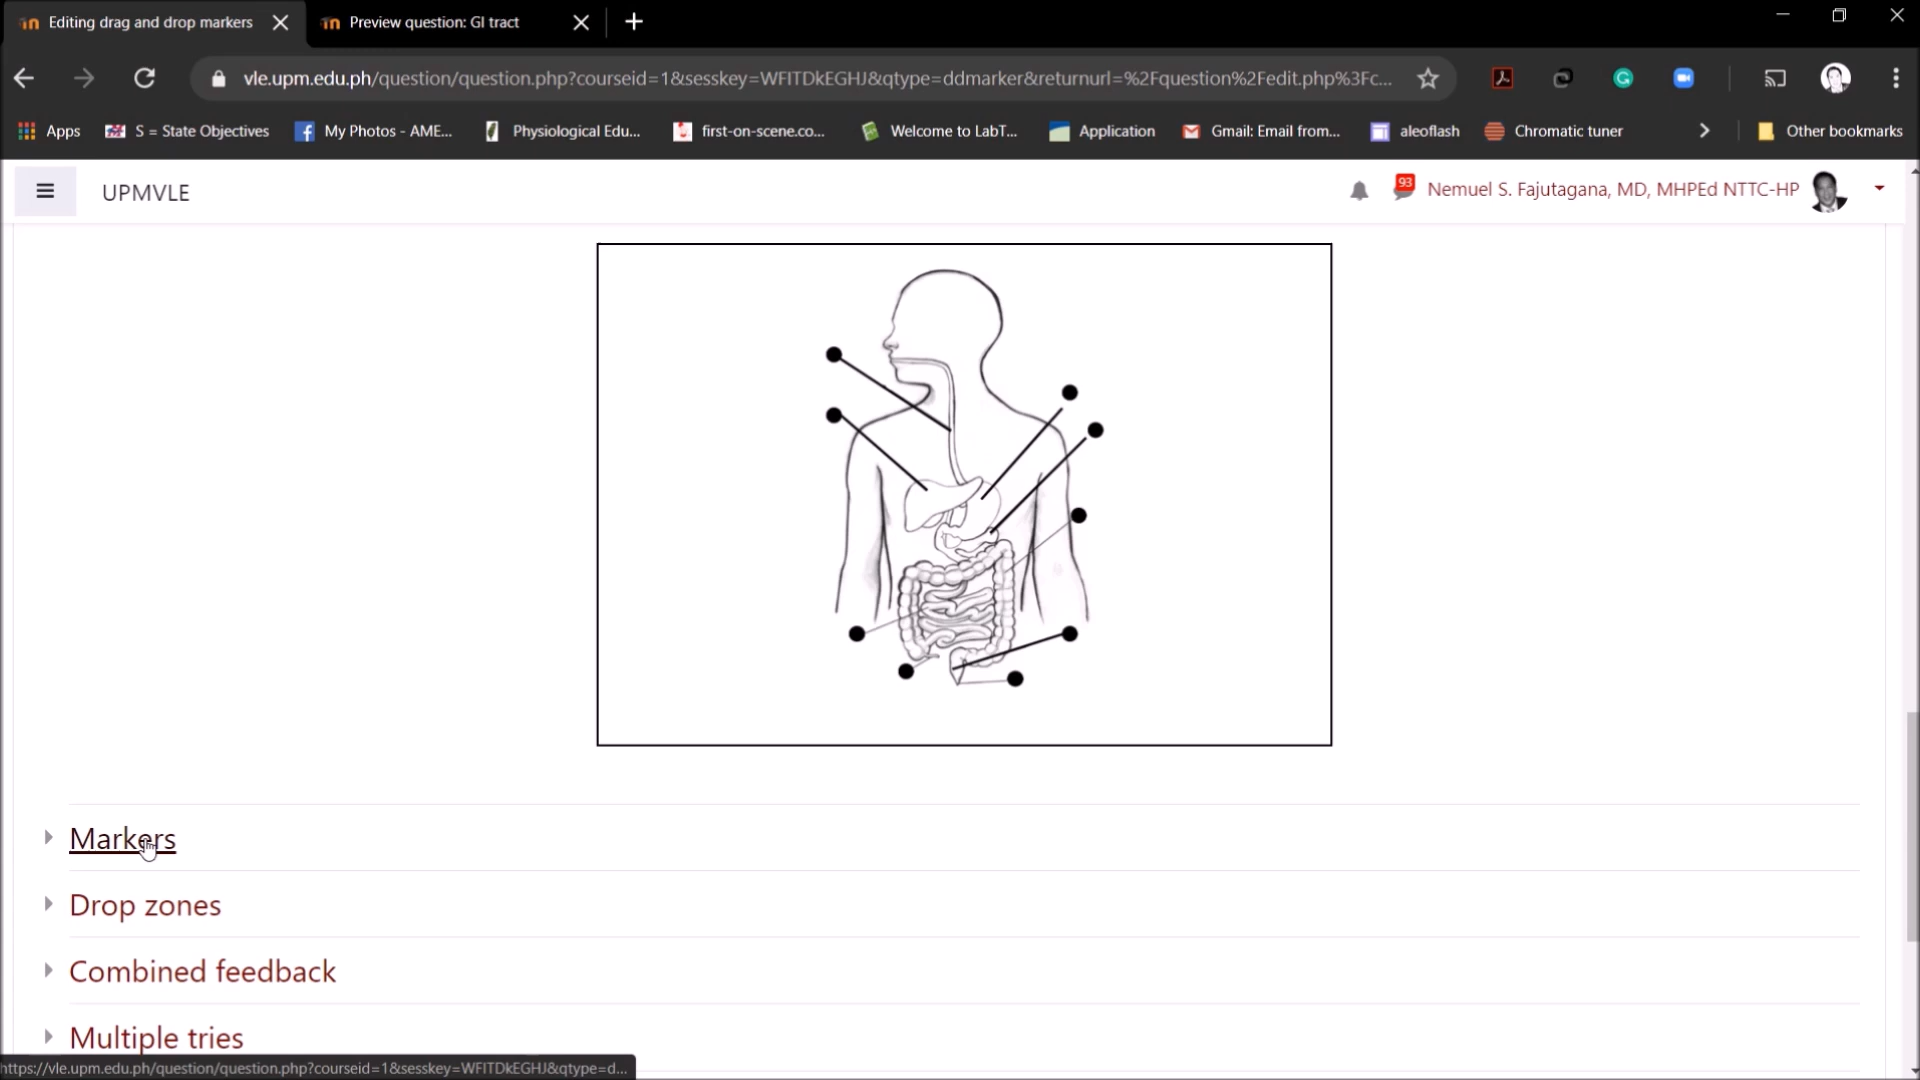 Editing drag and drop markers
Preview question: GI tract
vle.upm.edu.ph/question/question.php?courseid=1&sesskey=WFITDkEGHJ&qtype=ddmarker&returnurl=%2Fquestion%2Fedit.php%3Fc...
Apps S = State Objectives My Photos - AME... Physiological Edu... first-on-scene.co... Welcome to LabT... Application Gmail: Email from... aleoflash Chromatic tuner Other bookmarks
UPMVLE 93 Nemuel S. Fajutagana, MD, MHPEd NTTC-HP
Markers
Drop zones
Combined feedback
Multiple tries
https://vle.upm.edu.ph/question/question.php?courseid=1&sesskey=WFITDkEGHJ&qtype=d...